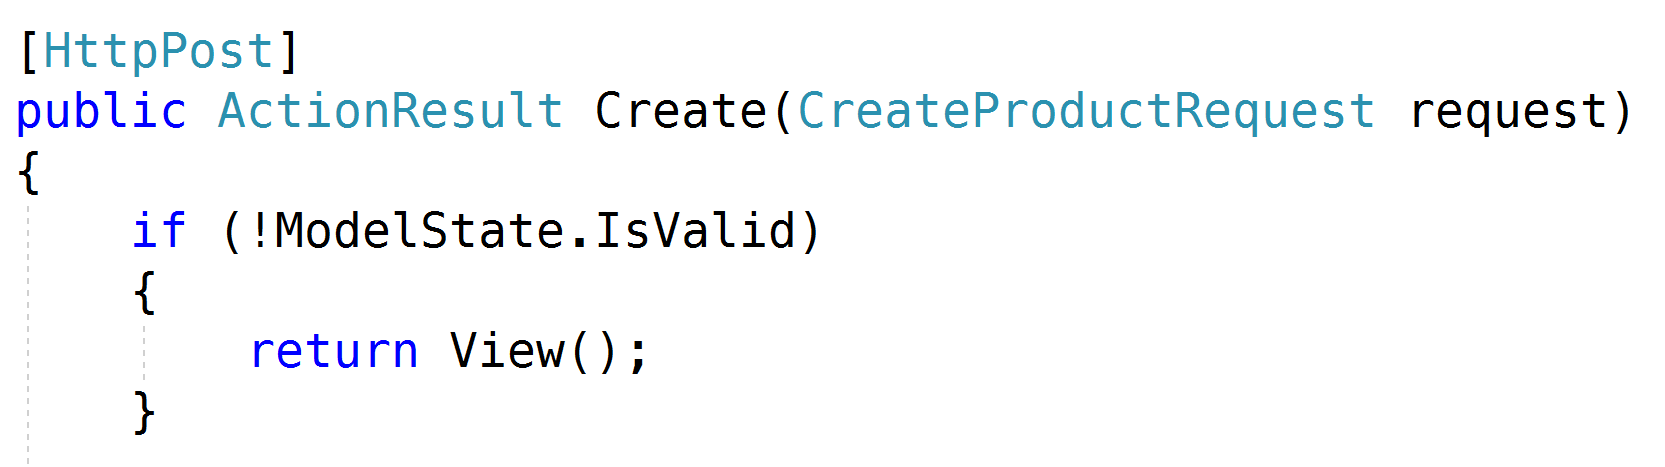 [HttpPost]
public ActionResult Create(CreateProductRequest request)
{
    if (!ModelState.IsValid)
    {
        return View();
    }